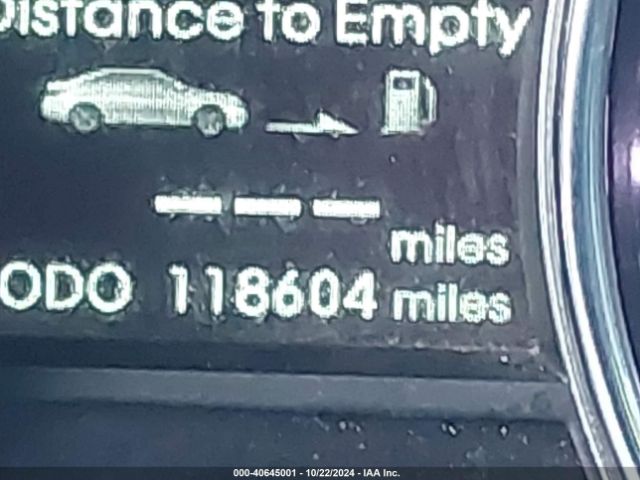 Distance to Empty
--- miles
ODO 118604 miles
000-40645001 - 10/22/2024 - IAA Inc.